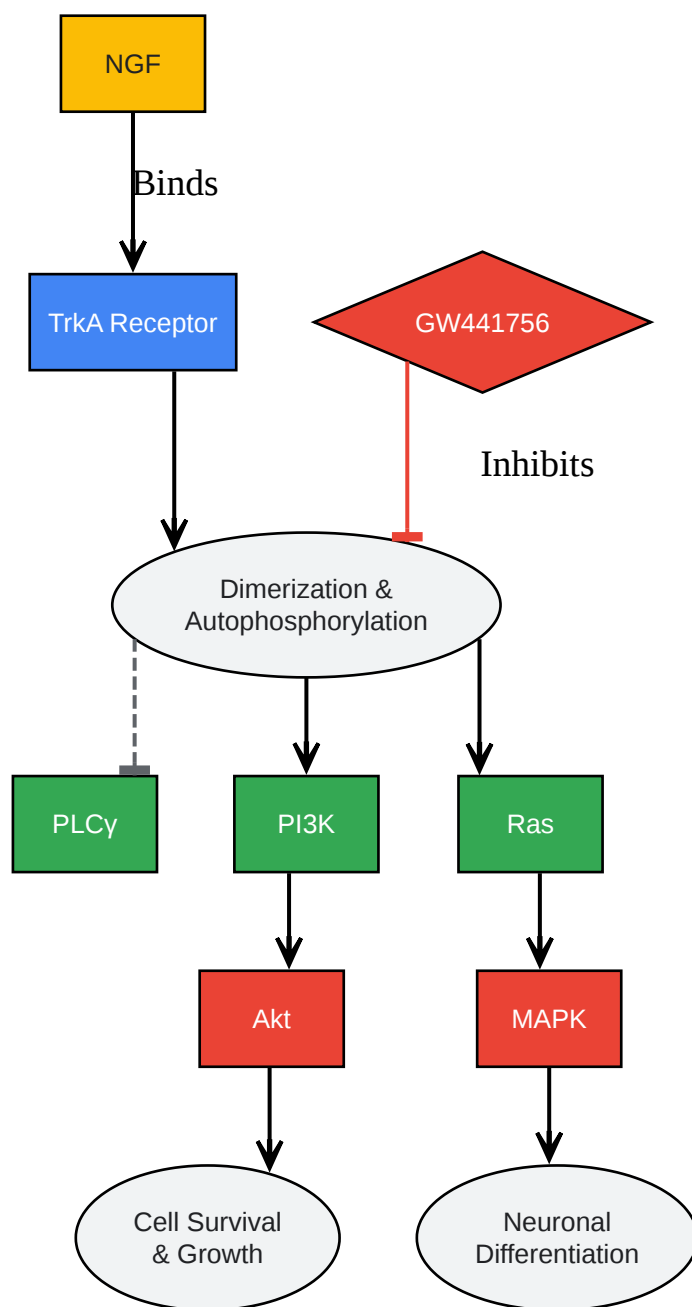 NGF
Binds
TrkA Receptor
GW441756
Inhibits
Dimerization &
Autophosphorylation
PLCγ
PI3K
Ras
Akt
MAPK
Cell Survival
& Growth
Neuronal
Differentiation